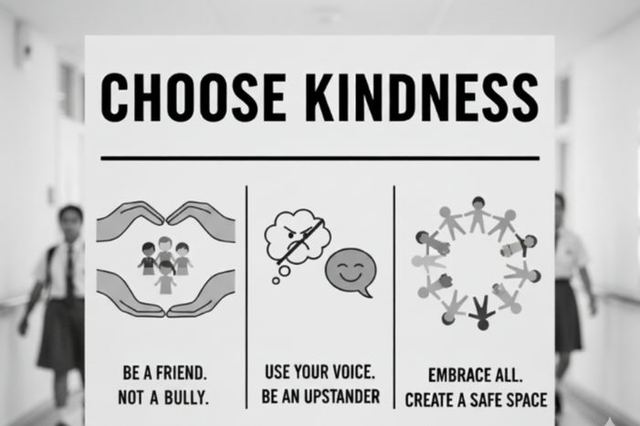 CHOOSE KINDNESS
BE A FRIEND.
NOT A BULLY.
USE YOUR VOICE.
BE AN UPSTANDER
EMBRACE ALL.
CREATE A SAFE SPACE